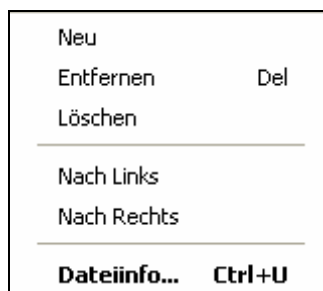 Neu
Entfernen Del
Löschen
Nach Links
Nach Rechts
Dateiinfo... Ctrl+U